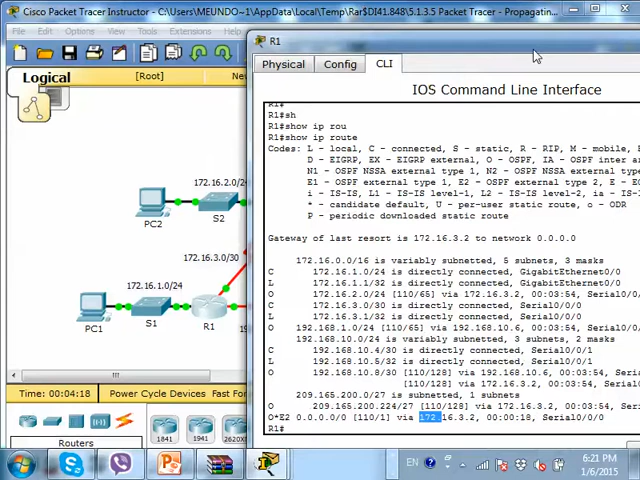 Cisco Packet Tracer Instructor - C:\Users\MEUNDO~1\AppData\Local\Temp\Rar$DI41.848\5.1.3.5 Packet Tracer - Propagatin...
File Edit Options View Tools Extensions
Logical [Root] Ne
172.16.2.0/24
PC2 S2
172.16.3.0/30
172.16.1.0/24
PC1 S1 R1
Time: 00:04:18 Power Cycle Devices Fast For
Routers
1841 1941 2620X
R1
Physical Config CLI
IOS Command Line Interface
R1#
R1#sh
R1#show ip rou
R1#show ip route
Codes: L - local, C - connected, S - static, R - RIP, M - mobile,
D - EIGRP, EX - EIGRP external, O - OSPF, IA - OSPF inter ar
N1 - OSPF NSSA external type 1, N2 - OSPF NSSA external type
E1 - OSPF external type 1, E2 - OSPF external type 2, E - EG
i - IS-IS, L1 - IS-IS level-1, L2 - IS-IS level-2, ia - IS-
* - candidate default, U - per-user static route, o - ODR
P - periodic downloaded static route
Gateway of last resort is 172.16.3.2 to network 0.0.0.0
172.16.0.0/16 is variably subnetted, 5 subnets, 3 masks
C 172.16.1.0/24 is directly connected, GigabitEthernet0/0
L 172.16.1.1/32 is directly connected, GigabitEthernet0/0
O 172.16.2.0/24 [110/65] via 172.16.3.2, 00:03:54, Serial0/0/
C 172.16.3.0/30 is directly connected, Serial0/0/0
L 172.16.3.1/32 is directly connected, Serial0/0/0
O 192.168.1.0/24 [110/65] via 192.168.10.6, 00:03:54, Serial0/0/
192.168.10.0/24 is variably subnetted, 3 subnets, 2 masks
C 192.168.10.4/30 is directly connected, Serial0/0/1
L 192.168.10.5/32 is directly connected, Serial0/0/1
O 192.168.10.8/30 [110/128] via 192.168.10.6, 00:03:54, Seria
[110/128] via 172.16.3.2, 00:03:54, Serial0
209.165.200.0/27 is subnetted, 1 subnets
O 209.165.200.224/27 [110/128] via 172.16.3.2, 00:03:54, Seri
O*E2 0.0.0.0/0 [110/1] via 172.16.3.2, 00:00:18, Serial0/0/0
R1#
EN
6:21 PM
1/6/2015